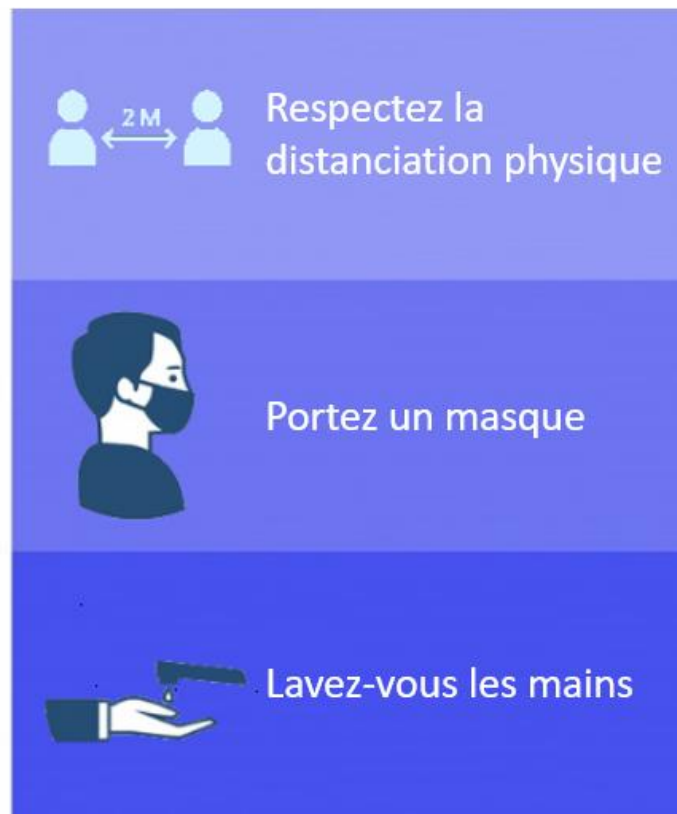 2 M
Respectez la
distanciation physique
Portez un masque
Lavez-vous les mains